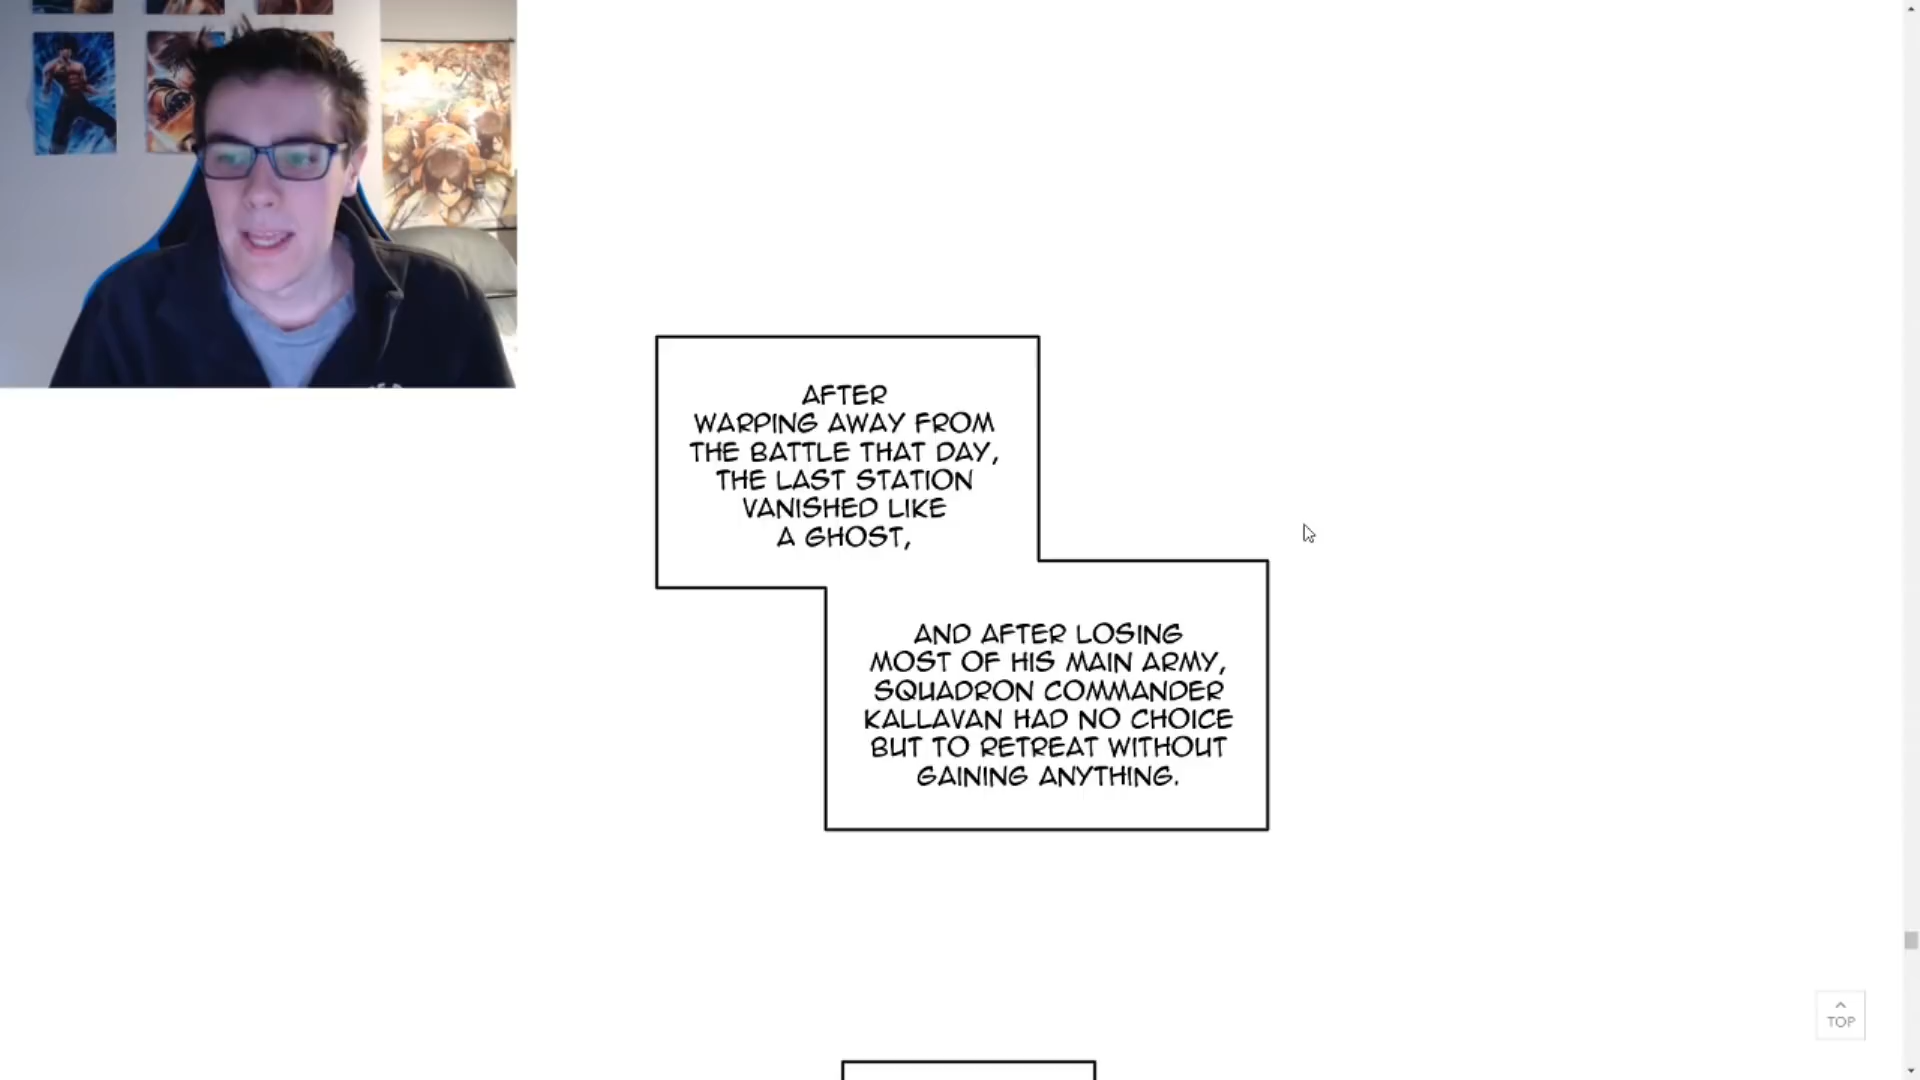 AFTER
WARPING AWAY FROM
THE BATTLE THAT DAY,
THE LAST STATION
VANISHED LIKE
A GHOST,
AND AFTER LOSING
MOST OF HIS MAIN ARMY,
SQUADRON COMMANDER
KALLAVAN HAD NO CHOICE
BUT TO RETREAT WITHOUT
GAINING ANYTHING.
TOP